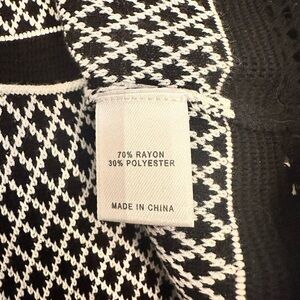 70% RAYON
30% POLYESTER
MADE IN CHINA